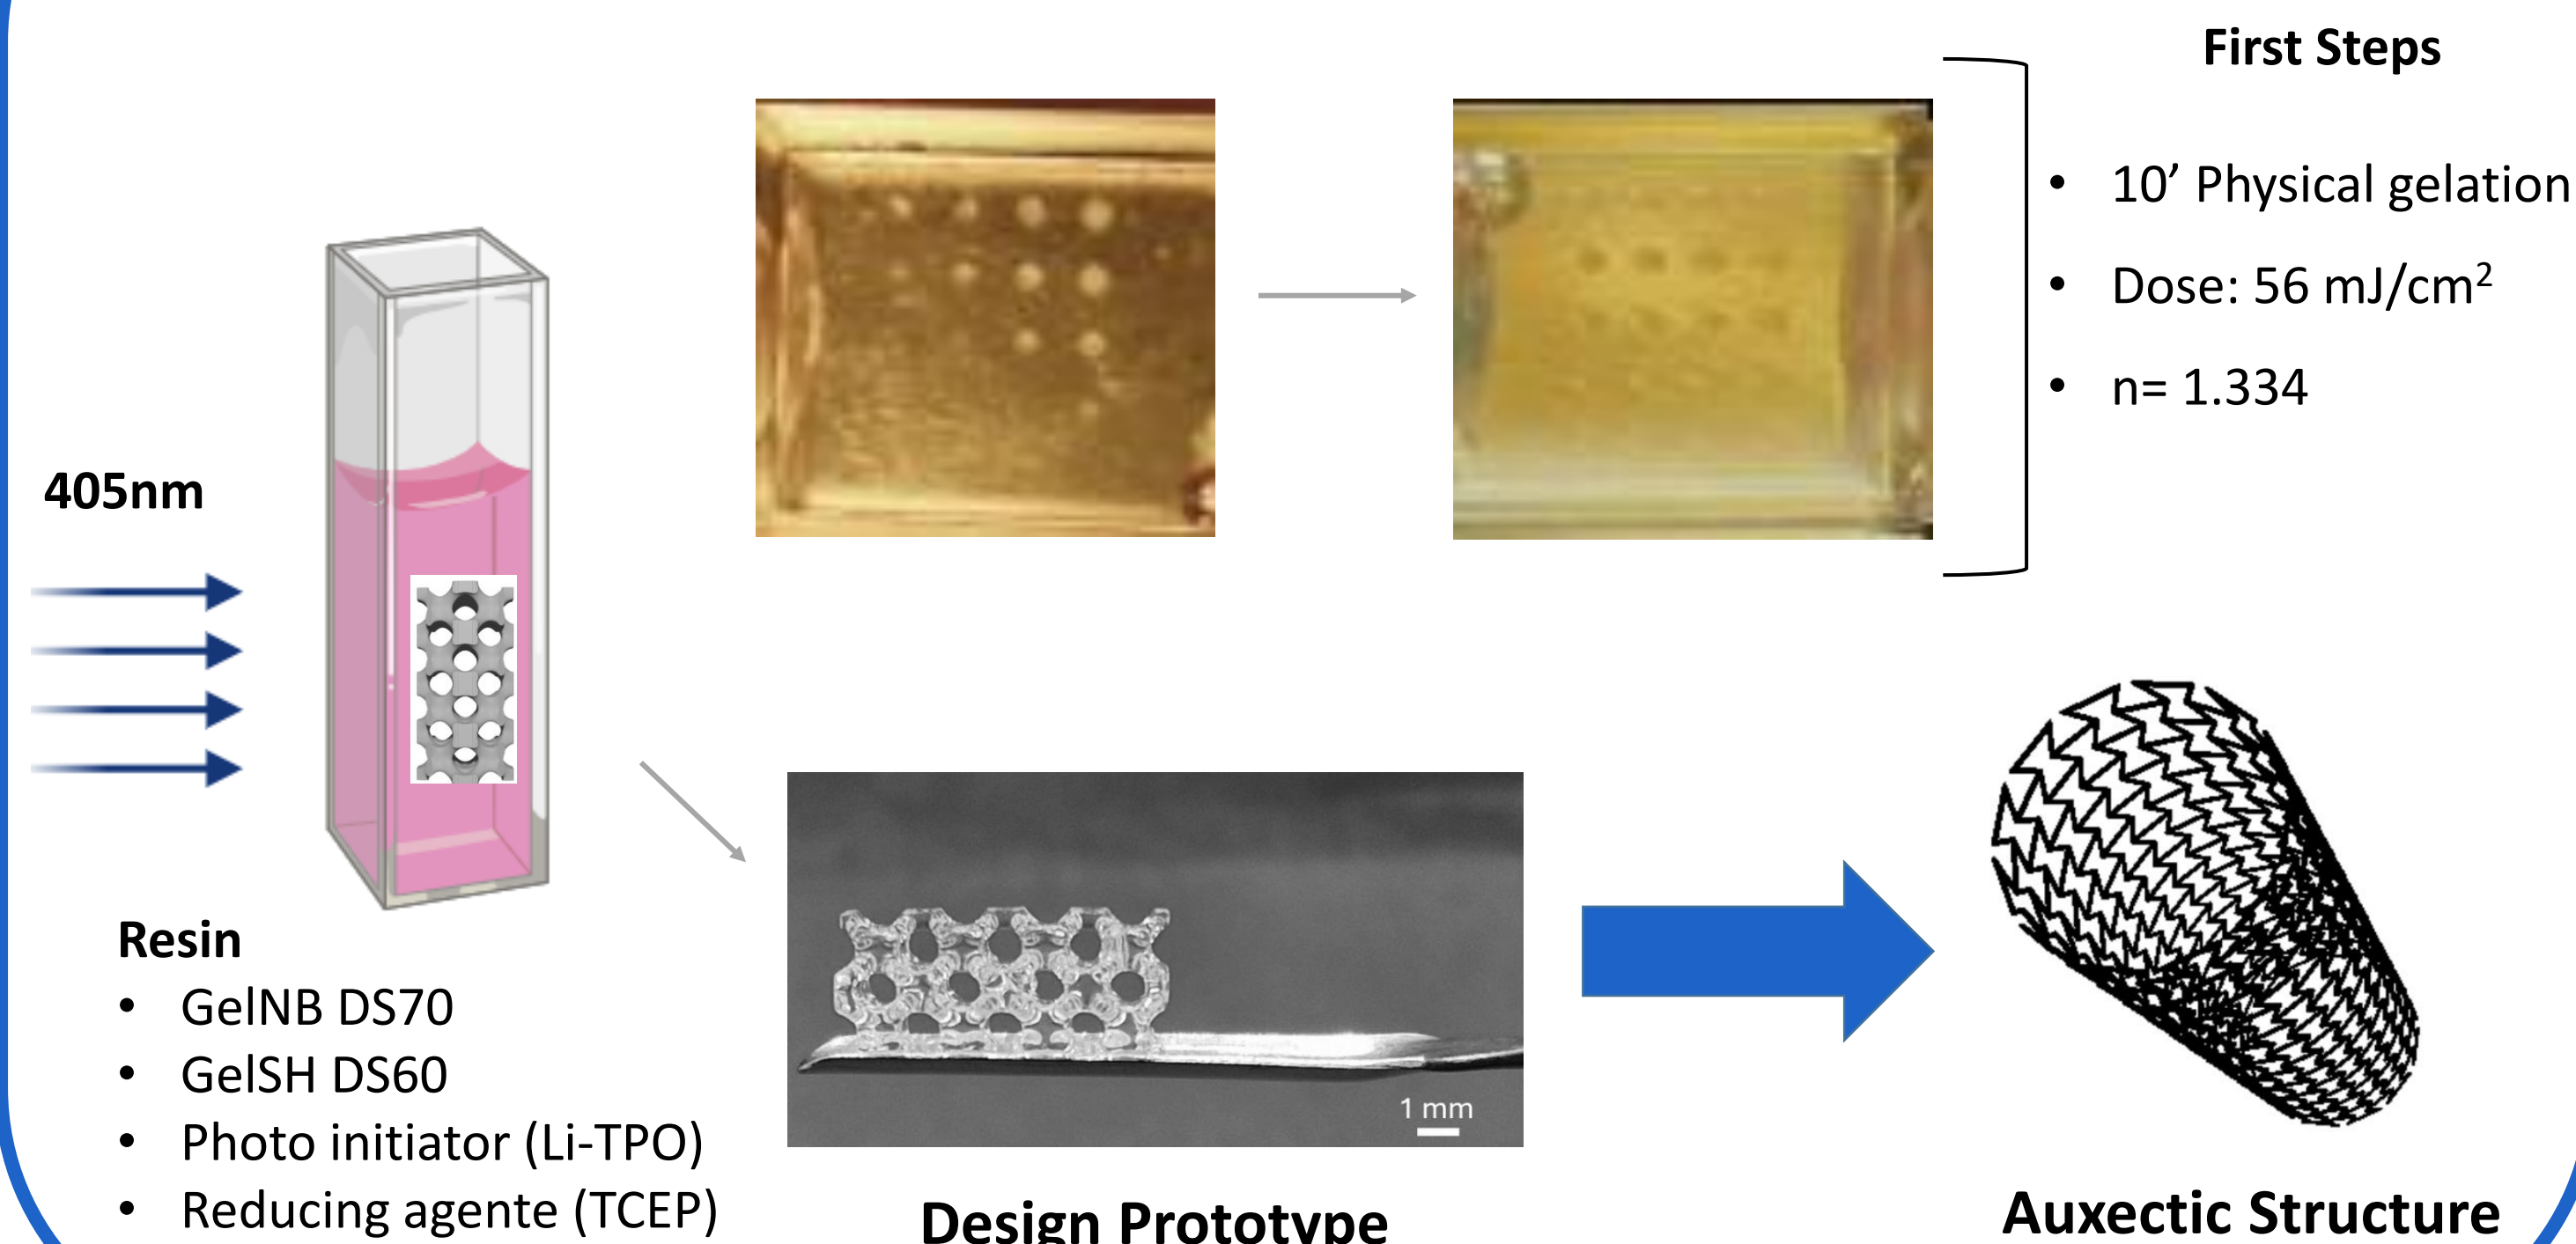 First Steps
• 10’ Physical gelation
• Dose: 56 mJ/cm²
• n= 1.334
405nm
Resin
• GelNB DS70
• GelSH DS60
• Photo initiator (Li-TPO)
• Reducing agente (TCEP)
1 mm
Design Prototype
Auxectic Structure